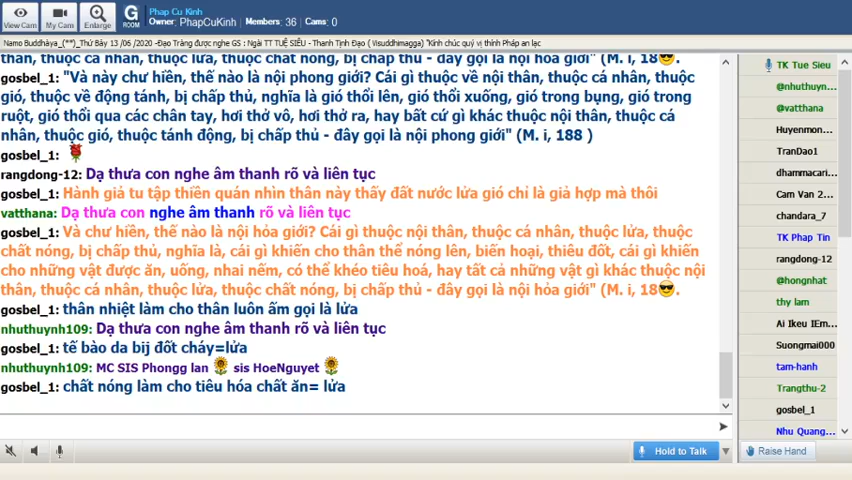 View Cam
My Cam
Enlarge
G
ROOM
Phap Cu Kinh
Owner: PhapCuKinh Members: 36 Cams: 0
Namo Buddhàya_(**)_Thứ Bảy 13 /06 /2020 -Đạo Tràng được nghe GS : Ngài TT TUỆ SIÊU - Thanh Tịnh Đạo ( Visuddhimagga) "Kính chúc quý vị thính Pháp an lạc
thân, thuộc cá nhân, thuộc lửa, thuộc chất nóng, bị chấp thủ - đây gọi là nội hỏa giới" (M. i, 18
gosbel_1: "Và này chư hiền, thế nào là nội phong giới? Cái gì thuộc về nội thân, thuộc cá nhân, thuộc
gió, thuộc về động tánh, bị chấp thủ, nghĩa là gió thổi lên, gió thổi xuống, gió trong bụng, gió trong
ruột, gió thổi qua các chân tay, hơi thở vô, hơi thở ra, hay bất cứ gì khác thuộc nội thân, thuộc cá
nhân, thuộc gió, thuộc tánh động, bị chấp thủ - đây gọi là nội phong giới" (M. i, 188 )
gosbel_1:
rangdong-12: Dạ thưa con nghe âm thanh rõ và liên tục
gosbel_1: Hành giả tu tập thiền quán nhìn thân này thấy đất nước lửa gió chỉ là giả hợp mà thôi
vatthana: Dạ thưa con nghe âm thanh rõ và liên tục
gosbel_1: Và chư hiền, thế nào là nội hỏa giới? Cái gì thuộc nội thân, thuộc cá nhân, thuộc lửa, thuộc
chất nóng, bị chấp thủ, nghĩa là, cái gì khiến cho thân thể nóng lên, biến hoại, thiêu đốt, cái gì khiến
cho những vật được ăn, uống, nhai nếm, có thể khéo tiêu hoá, hay tất cả những vật gì khác thuộc nội
thân, thuộc cá nhân, thuộc lửa, thuộc chất nóng, bị chấp thủ - đây gọi là nội hỏa giới" (M. i, 18.
gosbel_1: thân nhiệt làm cho thân luôn ấm gọi là lửa
nhuthuynh109: Dạ thưa con nghe âm thanh rõ và liên tục
gosbel_1: tế bào da bij đốt cháy=lửa
nhuthuynh109: MC SIS Phongg lan sis HoeNguyet
gosbel_1: chất nóng làm cho tiêu hóa chất ăn= lửa
Hold to Talk
TK Tue Sieu
@nhuthuyn...
@vatthana
Huyenmon...
TranDao1
dhammacari...
Cam Van 2...
chandara_7
TK Phap Tin
rangdong-12
@hongnhat
thy lam
Ai Ikeu IEm...
Suongmai000
tam-hanh
Trangthu-2
gosbel_1
Nhu Quang...
Raise Hand